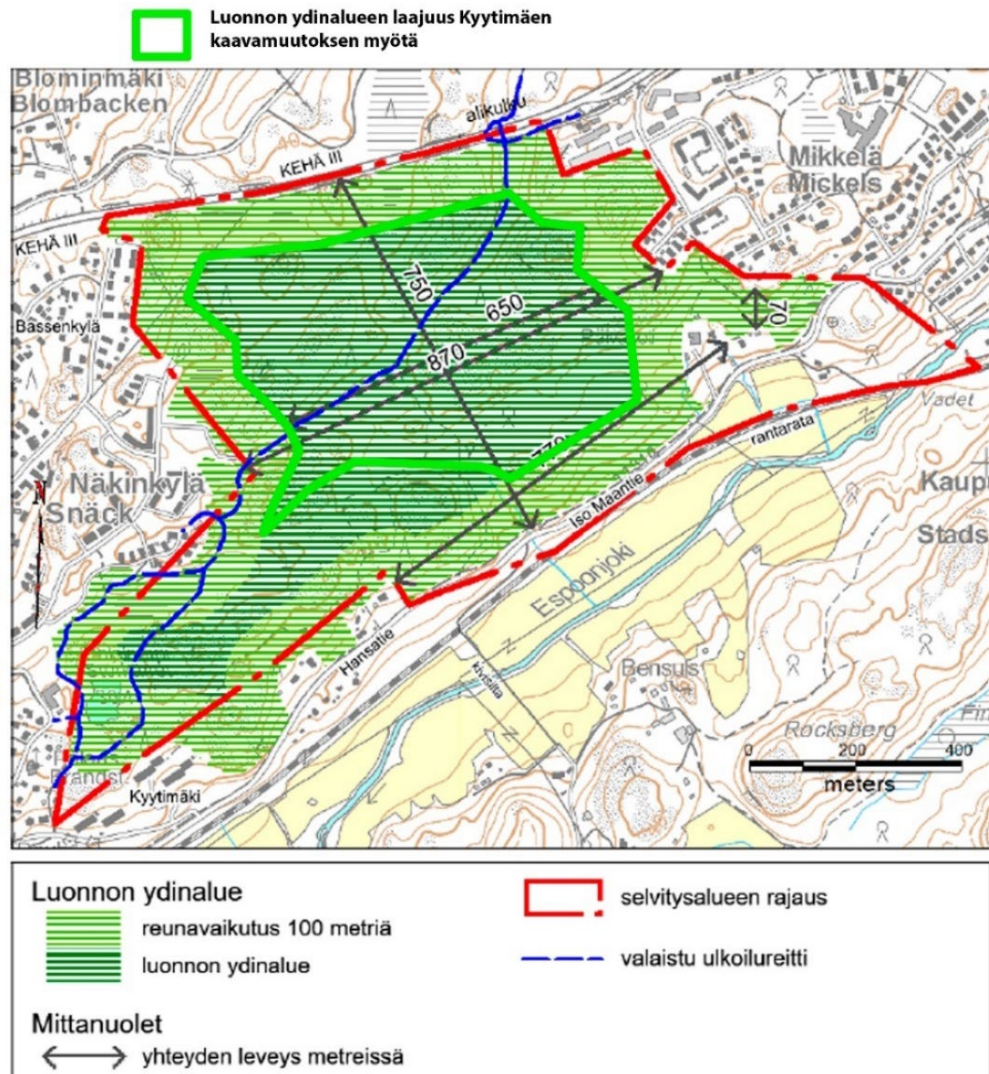 Luonnon ydinalueen laajuus Kyytimäen
kaavamuutoksen myötä
Blominmäki
Blombacken
alikulku
KEHÄ III
Mikkelä
Mickels
KEHÄ III
750
650
70
Bassenkylä
870
Vadet
rantarata
Näkinkylä
Snäck
Iso Maantie
Stads
N
Espoonjoki
Hansatie
kivisilta
Bensuls
Rocksberg
0 200 400
meters
Kyytimäki
Luonnon ydinalue
reunavaikutus 100 metriä
luonnon ydinalue
selvitysalueen rajaus
valaistu ulkoilureitti
Mittanuolet
yhteyden leveys metreissä